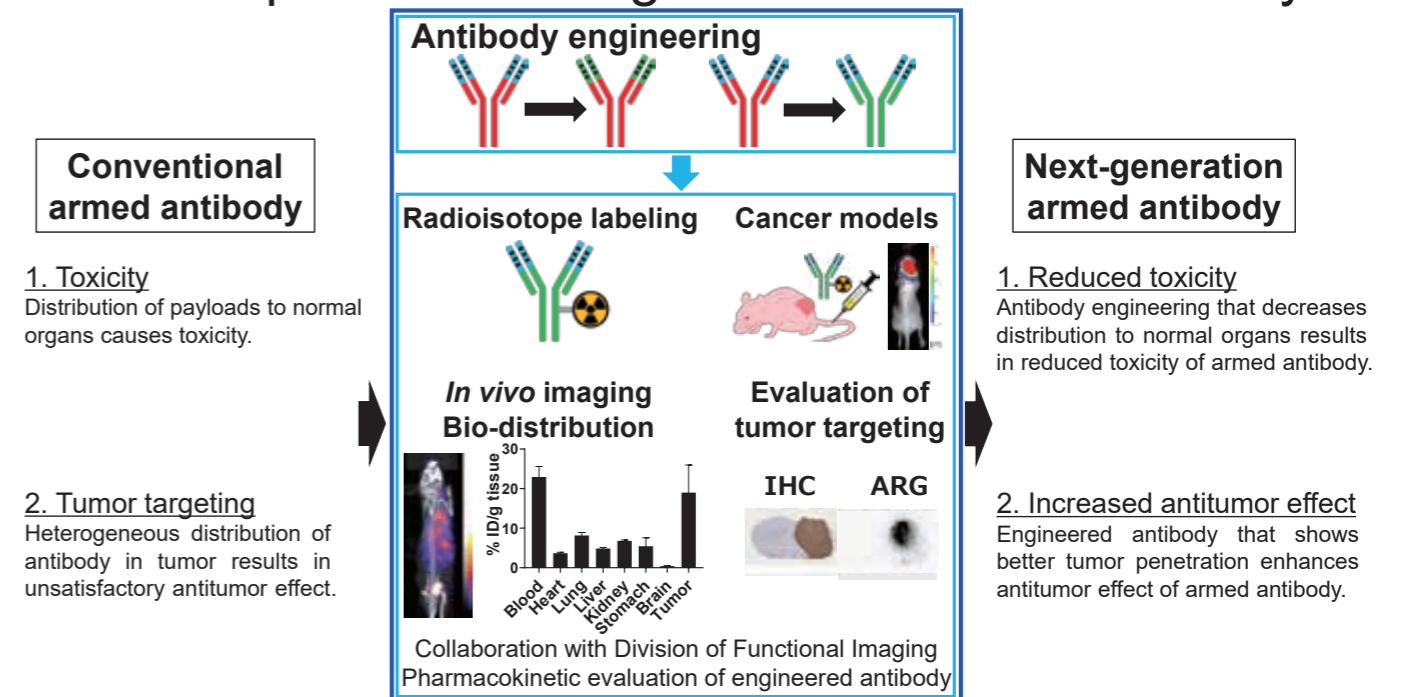 Antibody engineering
Conventional
armed antibody
1. Toxicity
Distribution of payloads to normal
organs causes toxicity.
2. Tumor targeting
Heterogeneous distribution of
antibody in tumor results in
unsatisfactory antitumor effect.
Radioisotope labeling
Cancer models
In vivo imaging
Bio-distribution
% ID/g tissue
30
20
10
0
Blood
Heart
Lung
Liver
Kidney
Stomach
Brain
Tumor
Evaluation of
tumor targeting
IHC
ARG
Collaboration with Division of Functional Imaging
Pharmacokinetic evaluation of engineered antibody
Next-generation
armed antibody
1. Reduced toxicity
Antibody engineering that decreases
distribution to normal organs results
in reduced toxicity of armed antibody.
2. Increased antitumor effect
Engineered antibody that shows
better tumor penetration enhances
antitumor effect of armed antibody.